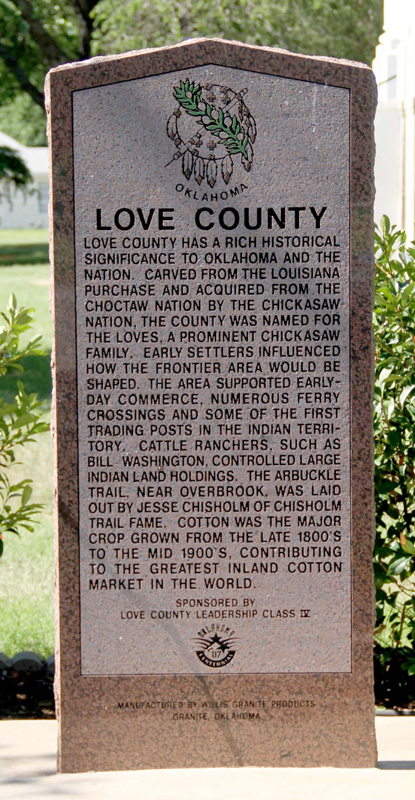 OKLAHOMA
LOVE COUNTY
LOVE COUNTY HAS A RICH HISTORICAL
SIGNIFICANCE TO OKLAHOMA AND THE
NATION. CARVED FROM THE LOUISIANA
PURCHASE AND ACQUIRED FROM THE
CHOCTAW NATION BY THE CHICKASAW
NATION, THE COUNTY WAS NAMED FOR
THE LOVES, A PROMINENT CHICKASAW
FAMILY. EARLY SETTLERS INFLUENCED
HOW THE FRONTIER AREA WOULD BE
SHAPED. THE AREA SUPPORTED EARLY-
DAY COMMERCE, NUMEROUS FERRY
CROSSINGS AND SOME OF THE FIRST
TRADING POSTS IN THE INDIAN TERRI-
TORY. CATTLE RANCHERS, SUCH AS
BILL WASHINGTON, CONTROLLED LARGE
INDIAN LAND HOLDINGS. THE ARBUCKLE
TRAIL, NEAR OVERBROOK, WAS LAID
OUT BY JESSE CHISHOLM OF CHISHOLM
TRAIL FAME. COTTON WAS THE MAJOR
CROP GROWN FROM THE LATE 1800'S
TO THE MID 1900'S, CONTRIBUTING
TO THE GREATEST INLAND COTTON
MARKET IN THE WORLD.
SPONSORED BY
LOVE COUNTY LEADERSHIP CLASS IV
OKLAHOMA
'07
CENTENNIAL
MANUFACTURED BY WILLIS GRANITE PRODUCTS
GRANITE, OKLAHOMA